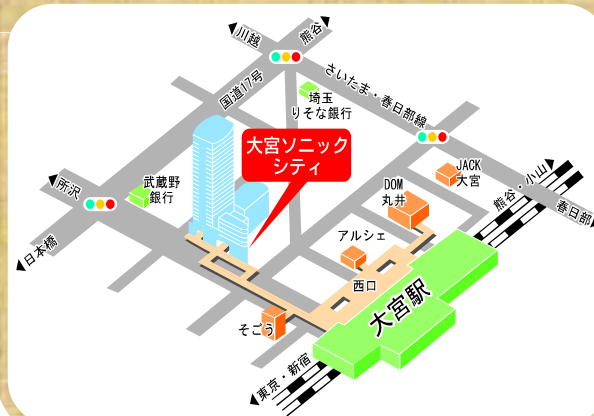 川越
熊谷
国道17号
さいたま・春日部線
埼玉
りそな銀行
大宮ソニック
シティ
JACK
大宮
熊谷・小山
春日部
所沢
武蔵野
銀行
DOM
丸井
アルシェ
日本橋
西口
大宮駅
そごう
東京・新宿